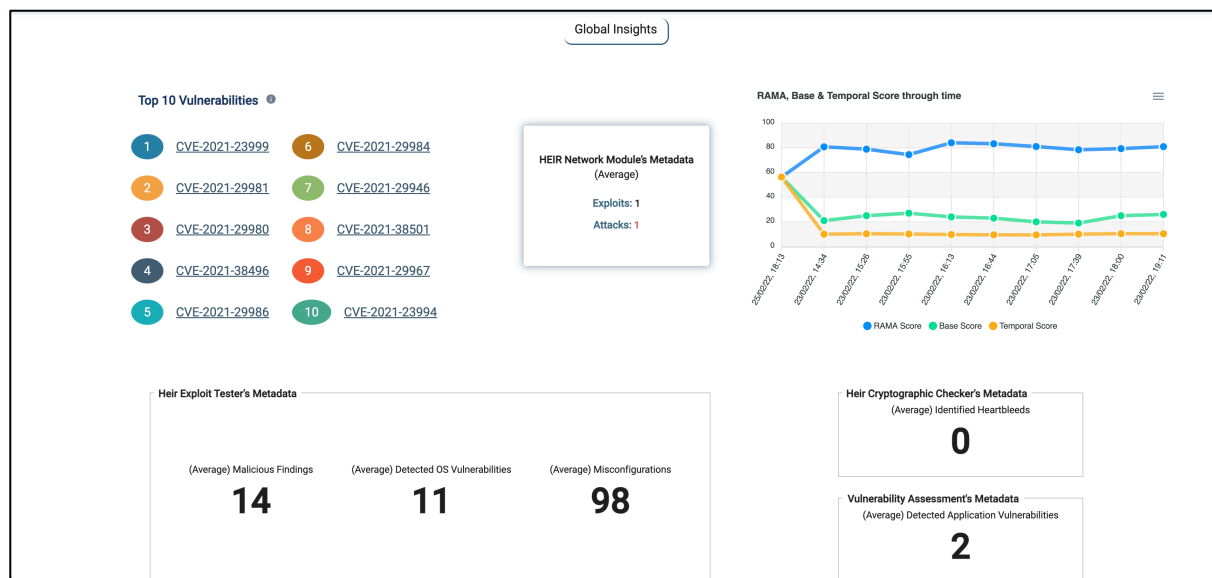 Global Insights
Top 10 Vulnerabilities
1 CVE-2021-23999
6 CVE-2021-29984
2 CVE-2021-29981
7 CVE-2021-29946
3 CVE-2021-29980
8 CVE-2021-38501
4 CVE-2021-38496
9 CVE-2021-29967
5 CVE-2021-29986
10 CVE-2021-23994
HEIR Network Module's Metadata
(Average)
Exploits: 1
Attacks: 1
RAMA, Base & Temporal Score through time
100
80
60
40
20
0
25/02/22, 18:13
23/02/22, 14:34
23/02/22, 15:26
23/02/22, 15:55
23/02/22, 16:13
23/02/22, 16:44
23/02/22, 17:05
23/02/22, 17:39
23/02/22, 18:00
23/02/22, 19:11
RAMA Score Base Score Temporal Score
Heir Exploit Tester's Metadata
(Average) Malicious Findings
14
(Average) Detected OS Vulnerabilities
11
(Average) Misconfigurations
98
Heir Cryptographic Checker's Metadata
(Average) Identified Heartbleeds
0
Vulnerability Assessment's Metadata
(Average) Detected Application Vulnerabilities
2